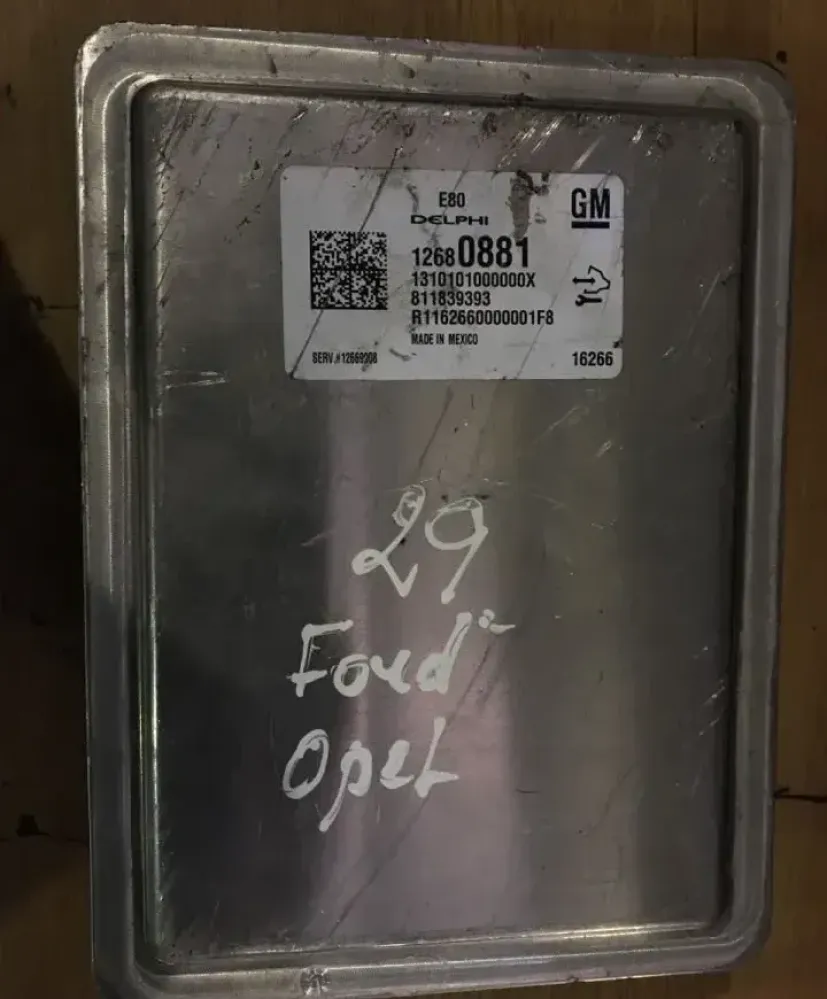 E80
GM
DELPHI
12680881
1310101000000X
811839393
R1162660000001F8
MADE IN MEXICO
SERV.#12669308
16266
29
Ford
Opel